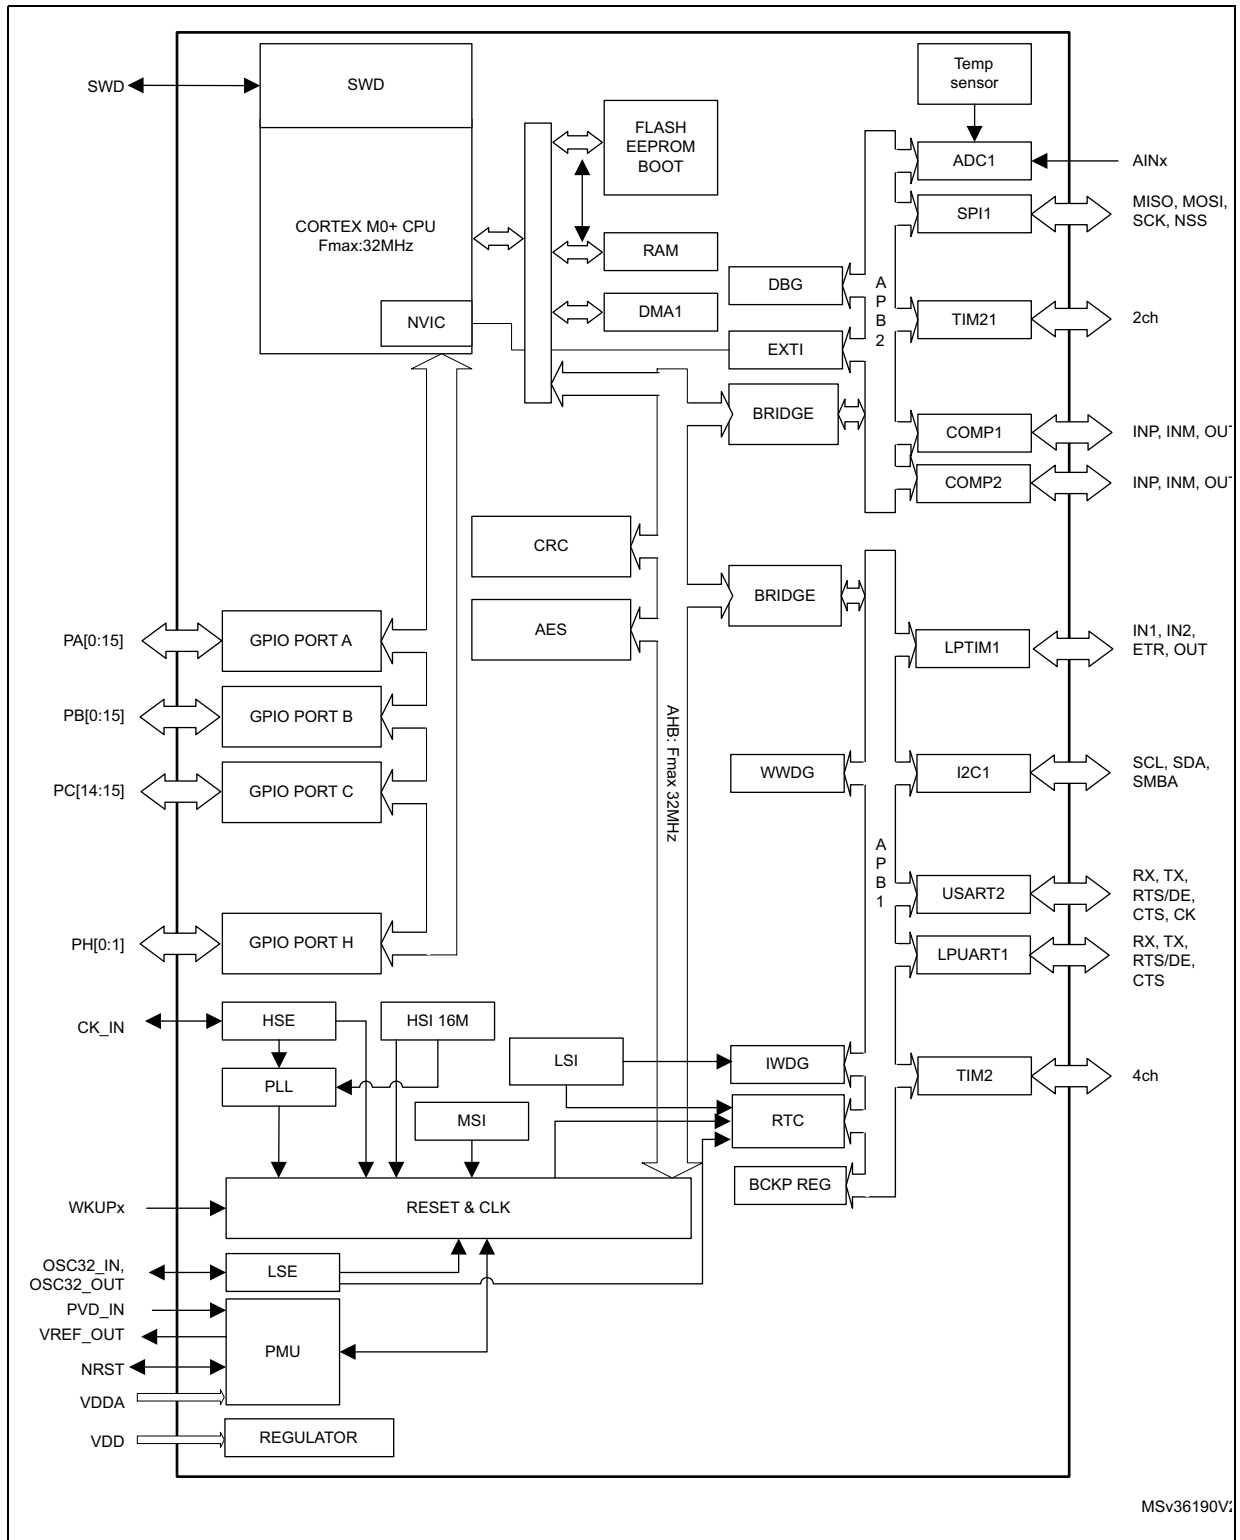 SWD
SWD
CORTEX M0+ CPU
Fmax:32MHz
NVIC
FLASH
EEPROM
BOOT
RAM
DMA1
Temp
sensor
ADC1
AINx
SPI1
MISO, MOSI,
SCK, NSS
DBG
EXTI
APB2
TIM21
2ch
BRIDGE
COMP1
INP, INM, OUT
COMP2
INP, INM, OUT
CRC
AES
BRIDGE
AHB: Fmax 32MHz
LPTIM1
IN1, IN2,
ETR, OUT
PA[0:15]
GPIO PORT A
PB[0:15]
GPIO PORT B
PC[14:15]
GPIO PORT C
PH[0:1]
GPIO PORT H
WWDG
I2C1
SCL, SDA,
SMBA
APB1
USART2
RX, TX,
RTS/DE,
CTS, CK
LPUART1
RX, TX,
RTS/DE,
CTS
CK_IN
HSE
HSI 16M
PLL
MSI
LSI
IWDG
RTC
BCKP REG
TIM2
4ch
WKUPx
RESET & CLK
OSC32_IN,
OSC32_OUT
LSE
PVD_IN
VREF_OUT
NRST
VDDA
PMU
VDD
REGULATOR
MSv36190V2